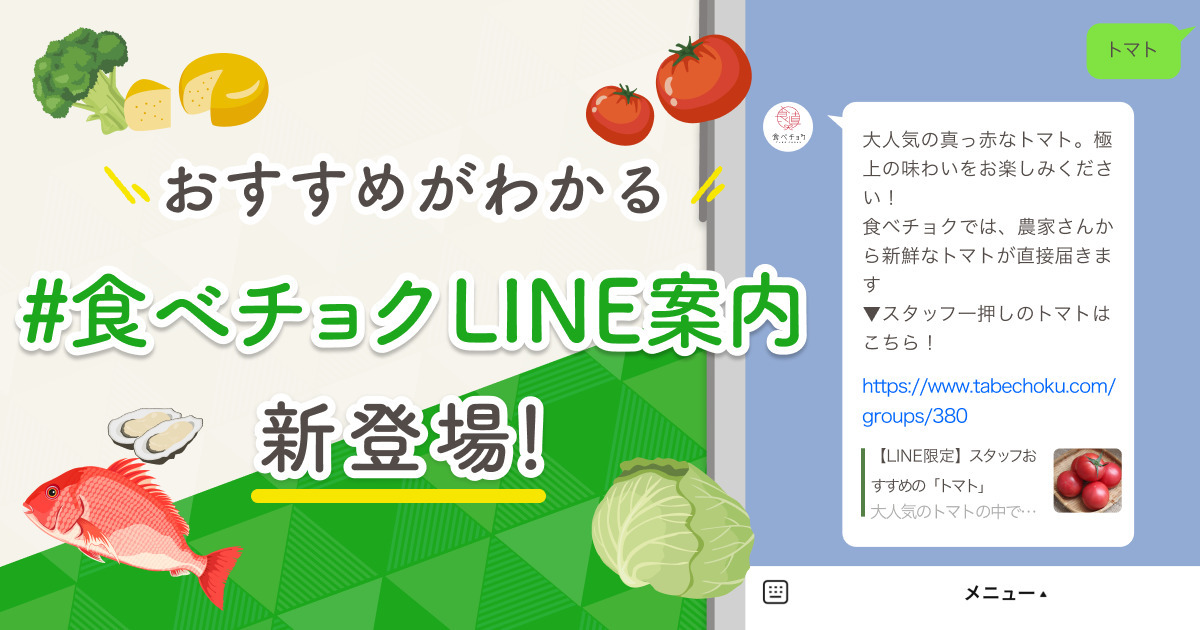 おすすめがわかる
#食べチョクLINE案内
新登場!
トマト
食べチョク
大人気の真っ赤なトマト。極
上の味わいをお楽しみくださ
い！
食べチョクでは、農家さんか
ら新鮮なトマトが直接届きま
す
▼スタッフ一押しのトマトは
こちら！
https://www.tabechoku.com/
groups/380
【LINE限定】スタッフお
すすめの「トマト」
大人気のトマトの中で…
メニュー▲